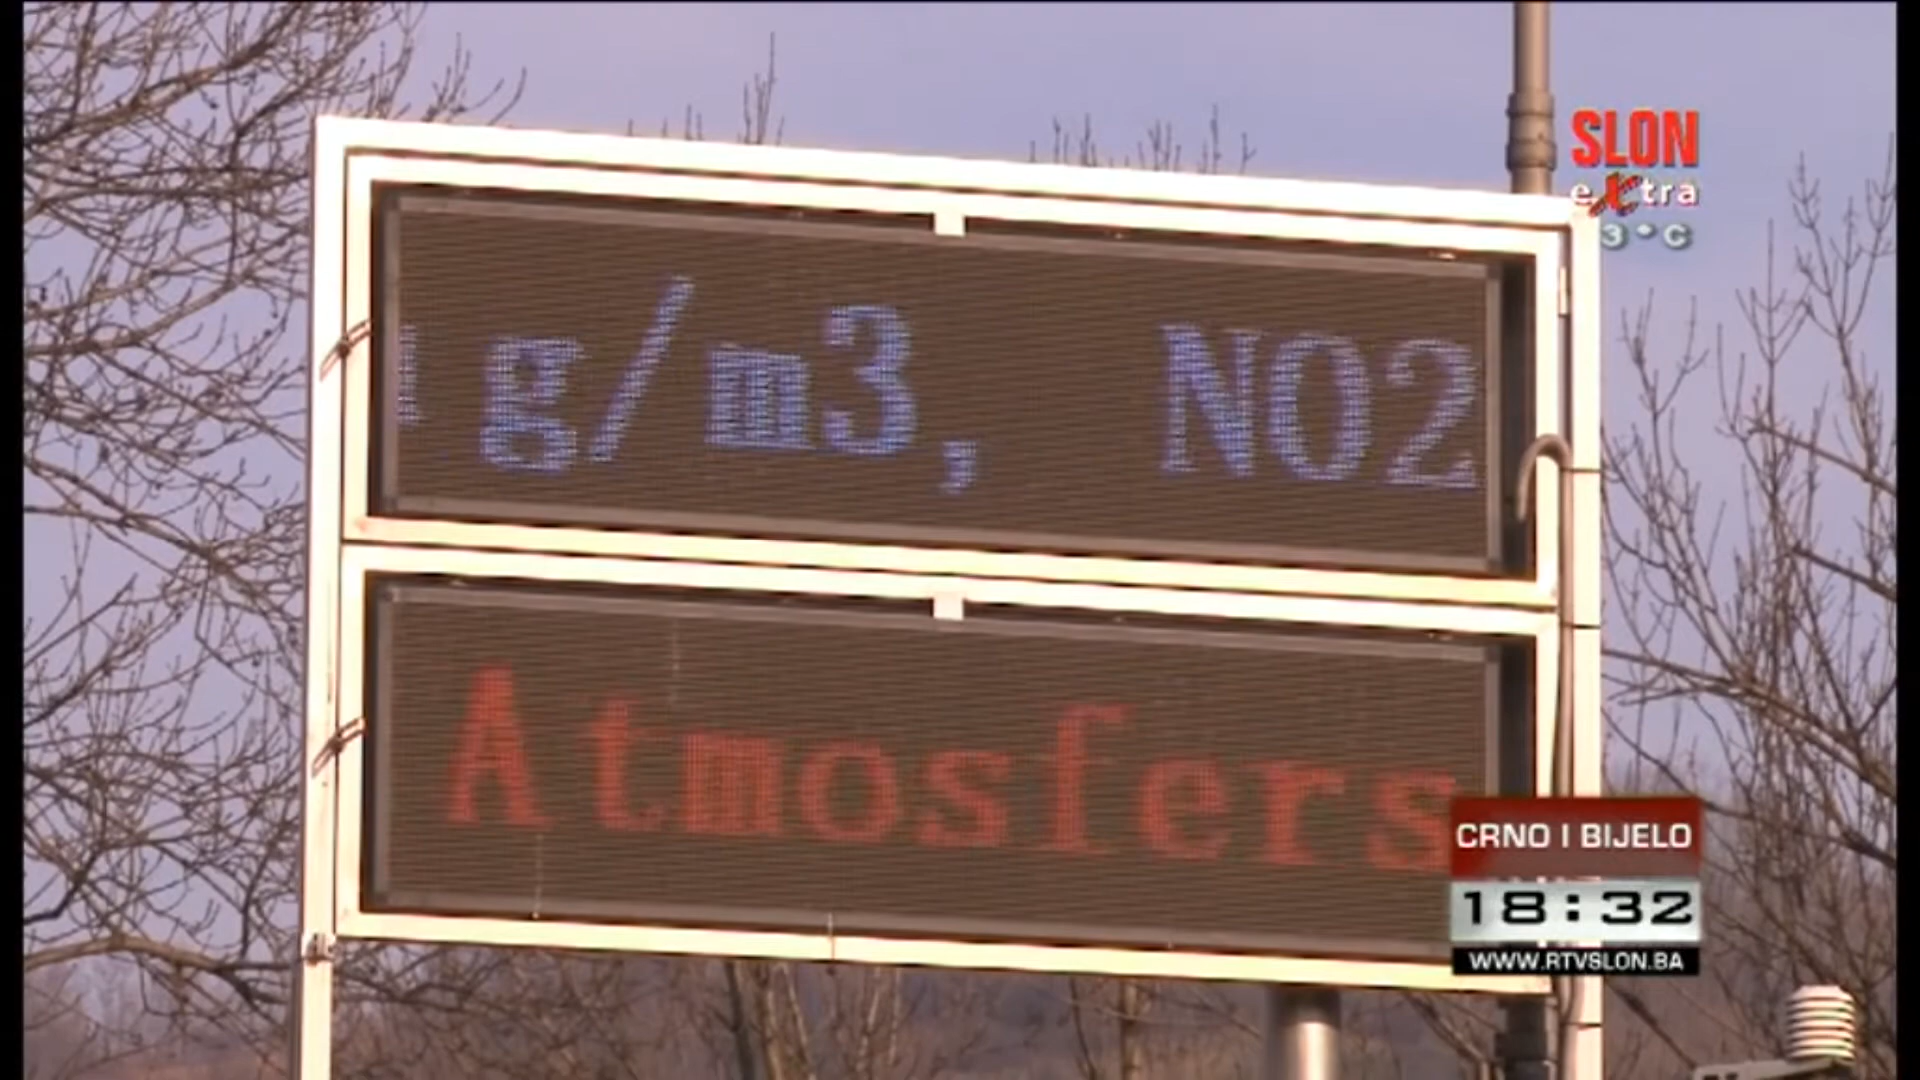 SLON
extra
3°C
g/m3, NO2
Atmosfers
CRNO I BIJELO
18:32
WWW.RTVSLON.BA